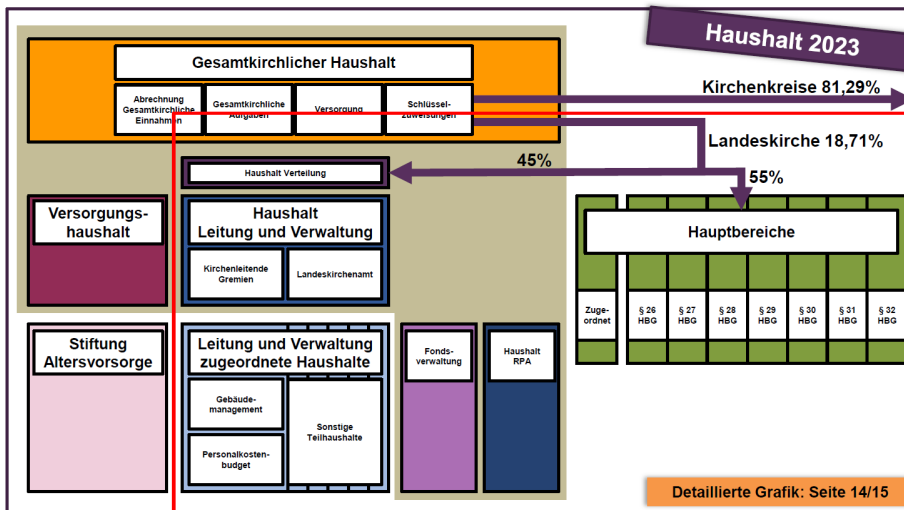 Haushalt 2023
Gesamtkirchlicher Haushalt
Abrechnung
Gesamtkirchliche
Einnahmen
Gesamtkirchliche
Aufgaben
Versorgung
Schlüssel-
zuweisungen
Kirchenkreise 81,29%
Landeskirche 18,71%
45%
55%
Haushalt Verteilung
Versorgungs-
haushalt
Haushalt
Leitung und Verwaltung
Kirchenleitende
Gremien
Landeskirchenamt
Hauptbereiche
Zuge-
ordnet
§ 26
HBG
§ 27
HBG
§ 28
HBG
§ 29
HBG
§ 30
HBG
§ 31
HBG
§ 32
HBG
Stiftung
Altersvorsorge
Leitung und Verwaltung
zugeordnete Haushalte
Gebäude-
management
Personalkosten-
budget
Sonstige
Teilhaushalte
Fonds-
verwaltung
Haushalt
RPA
Detaillierte Grafik: Seite 14/15